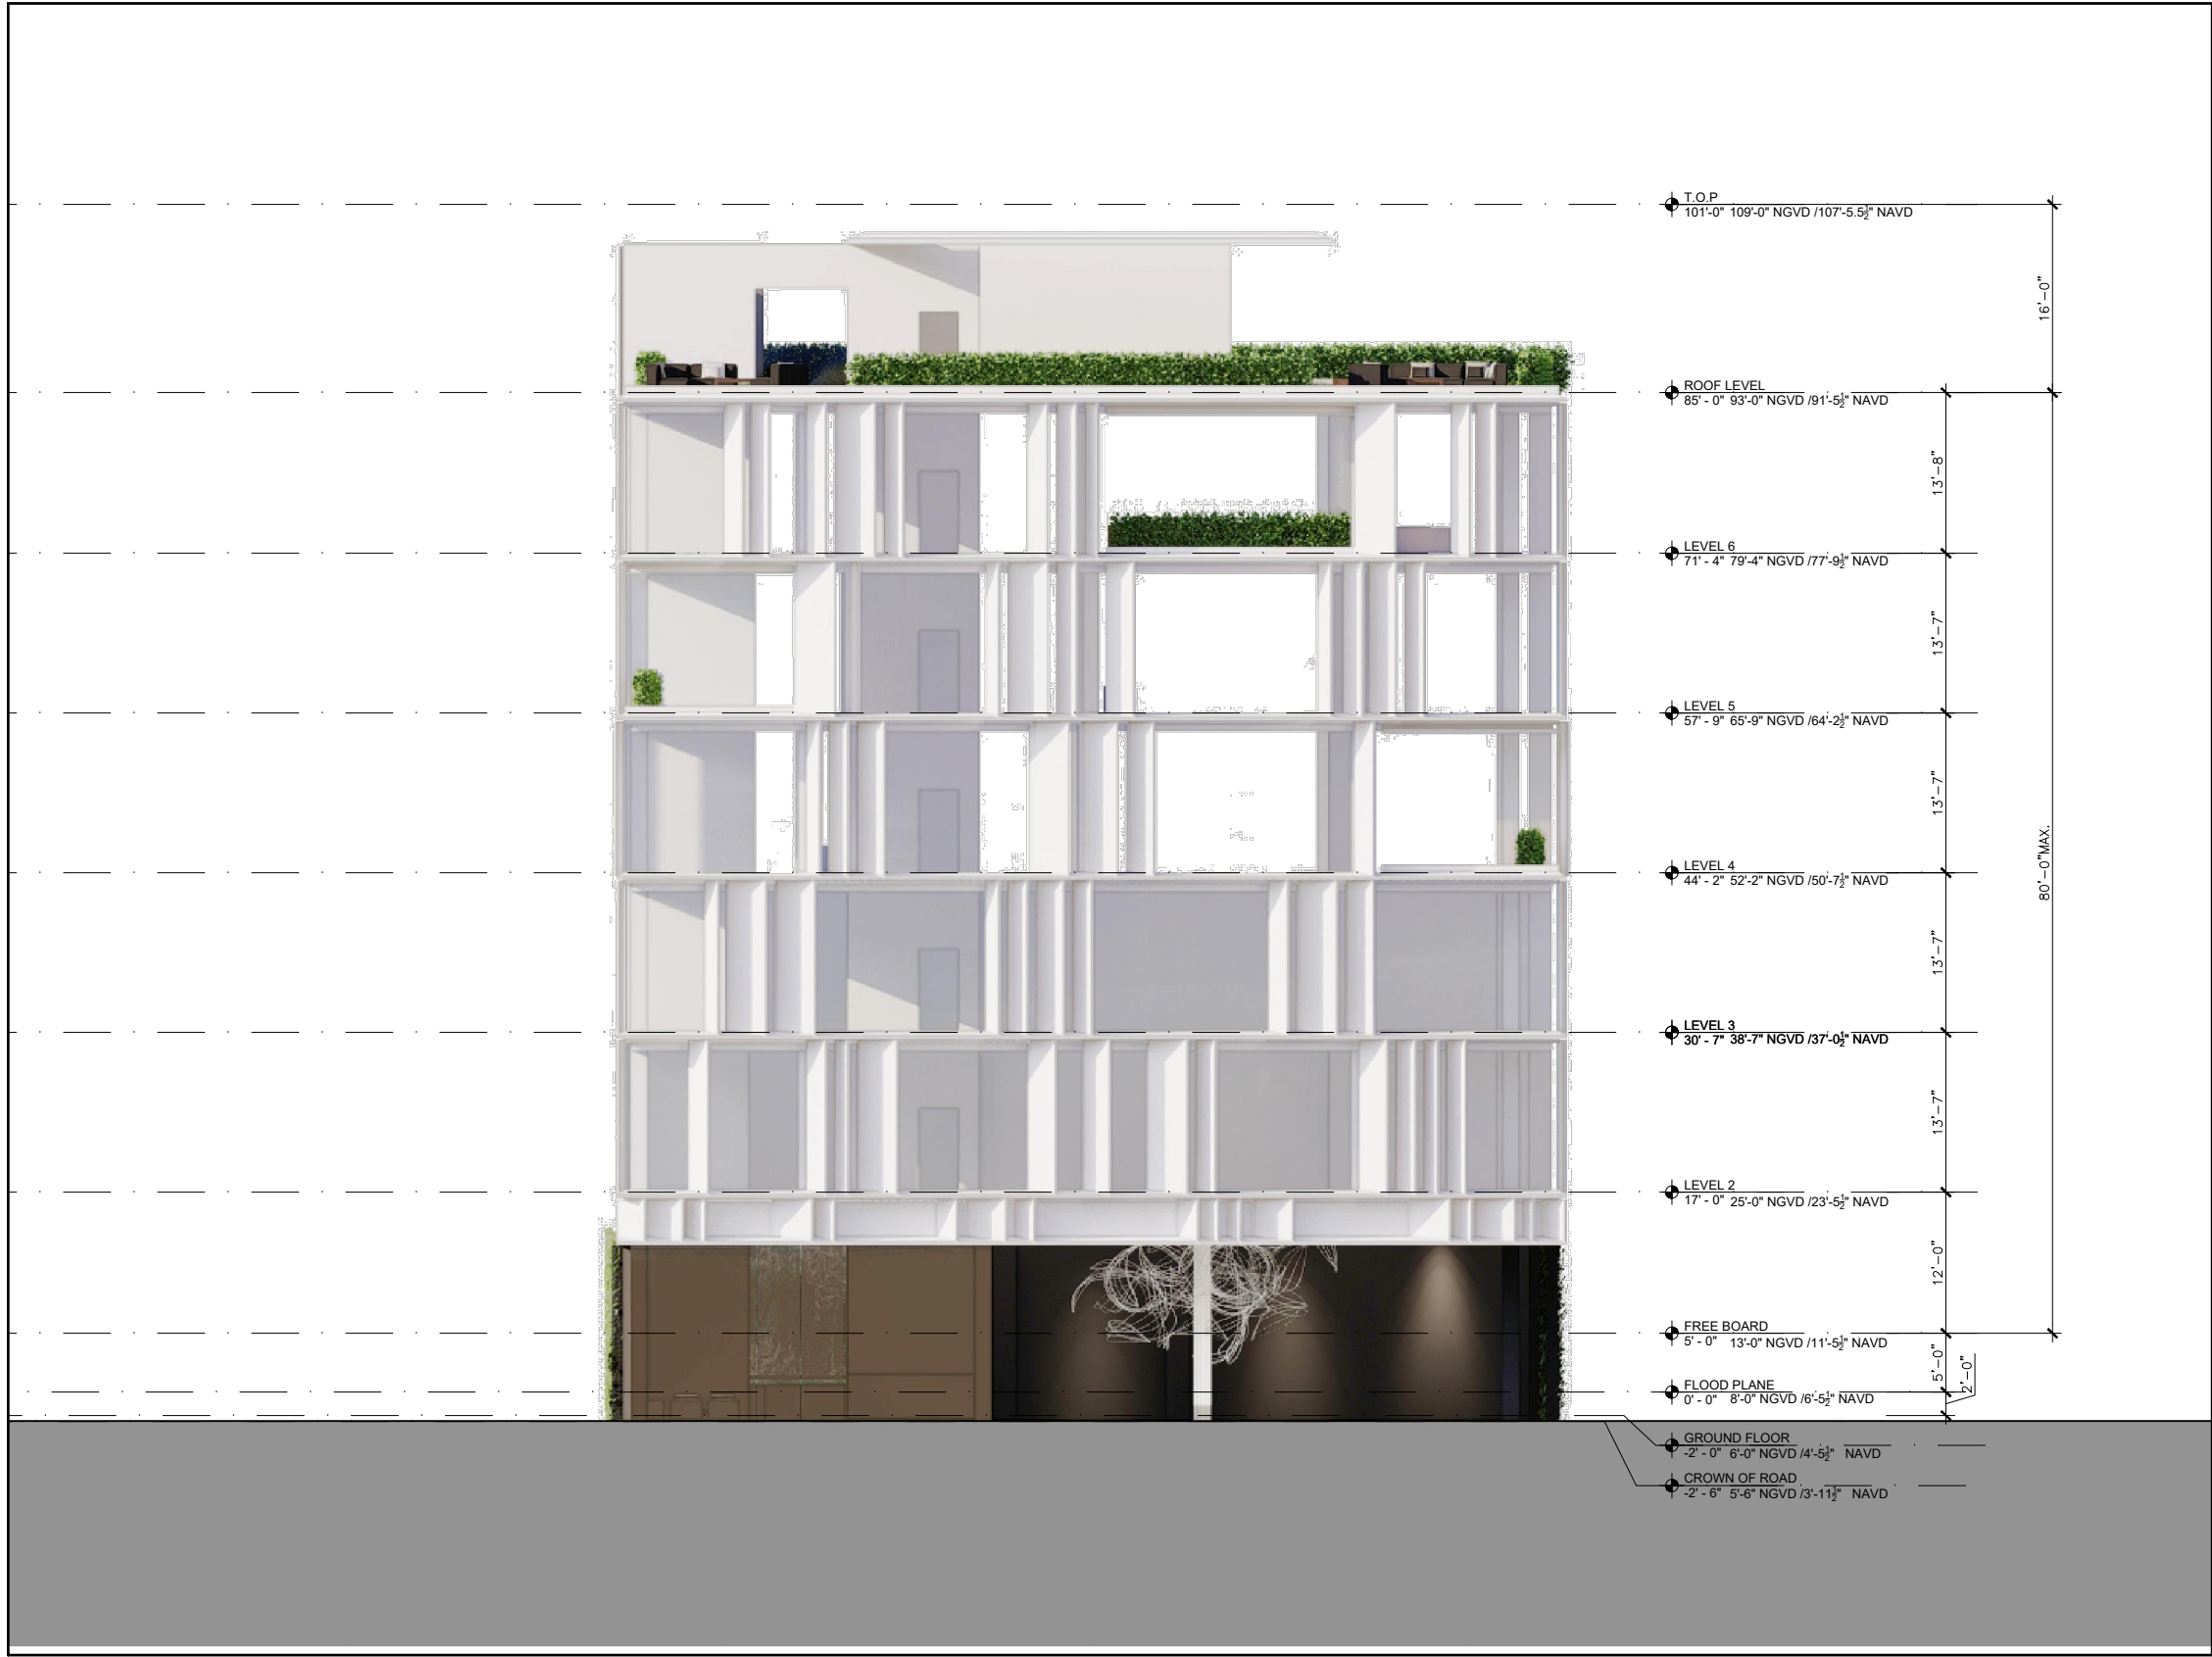 T.O.P
101'-0" 109'-0" NGVD /107'-5.5½" NAVD
16'-0"
ROOF LEVEL
85' - 0" 93'-0" NGVD /91'-5½" NAVD
13'-8"
LEVEL 6
71' - 4" 79'-4" NGVD /77'-9½" NAVD
13'-7"
LEVEL 5
57' - 9" 65'-9" NGVD /64'-2½" NAVD
13'-7"
80'-0"MAX.
LEVEL 4
44' - 2" 52'-2" NGVD /50'-7½" NAVD
13'-7"
LEVEL 3
30' - 7" 38'-7" NGVD /37'-0½" NAVD
13'-7"
LEVEL 2
17' - 0" 25'-0" NGVD /23'-5½" NAVD
12'-0"
FREE BOARD
5' - 0" 13'-0" NGVD /11'-5½" NAVD
5'-0"
2'-0"
FLOOD PLANE
0' - 0" 8'-0" NGVD /6'-5½" NAVD
GROUND FLOOR
-2' - 0" 6'-0" NGVD /4'-5½" NAVD
CROWN OF ROAD
-2' - 6" 5'-6" NGVD /3'-11½" NAVD